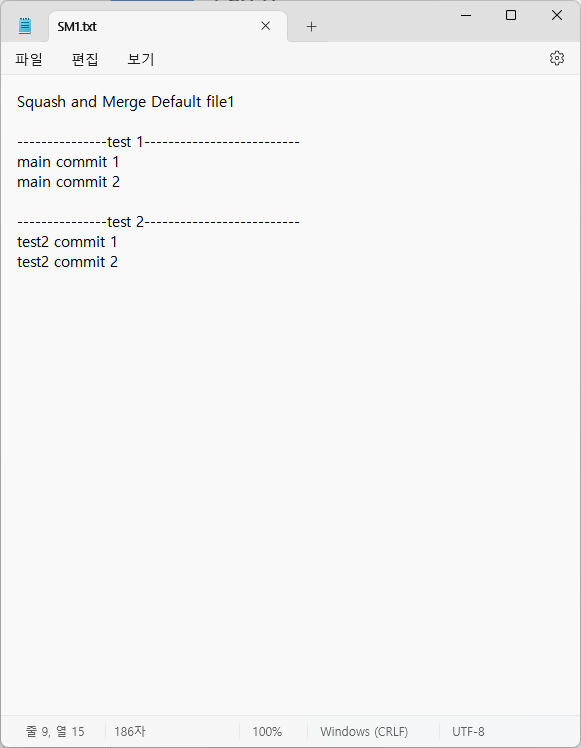 SM1.txt
파일 편집 보기
Squash and Merge Default file1
---------------test 1--------------------------
main commit 1
main commit 2
---------------test 2--------------------------
test2 commit 1
test2 commit 2
줄 9, 열 15 186자 100% Windows (CRLF) UTF-8